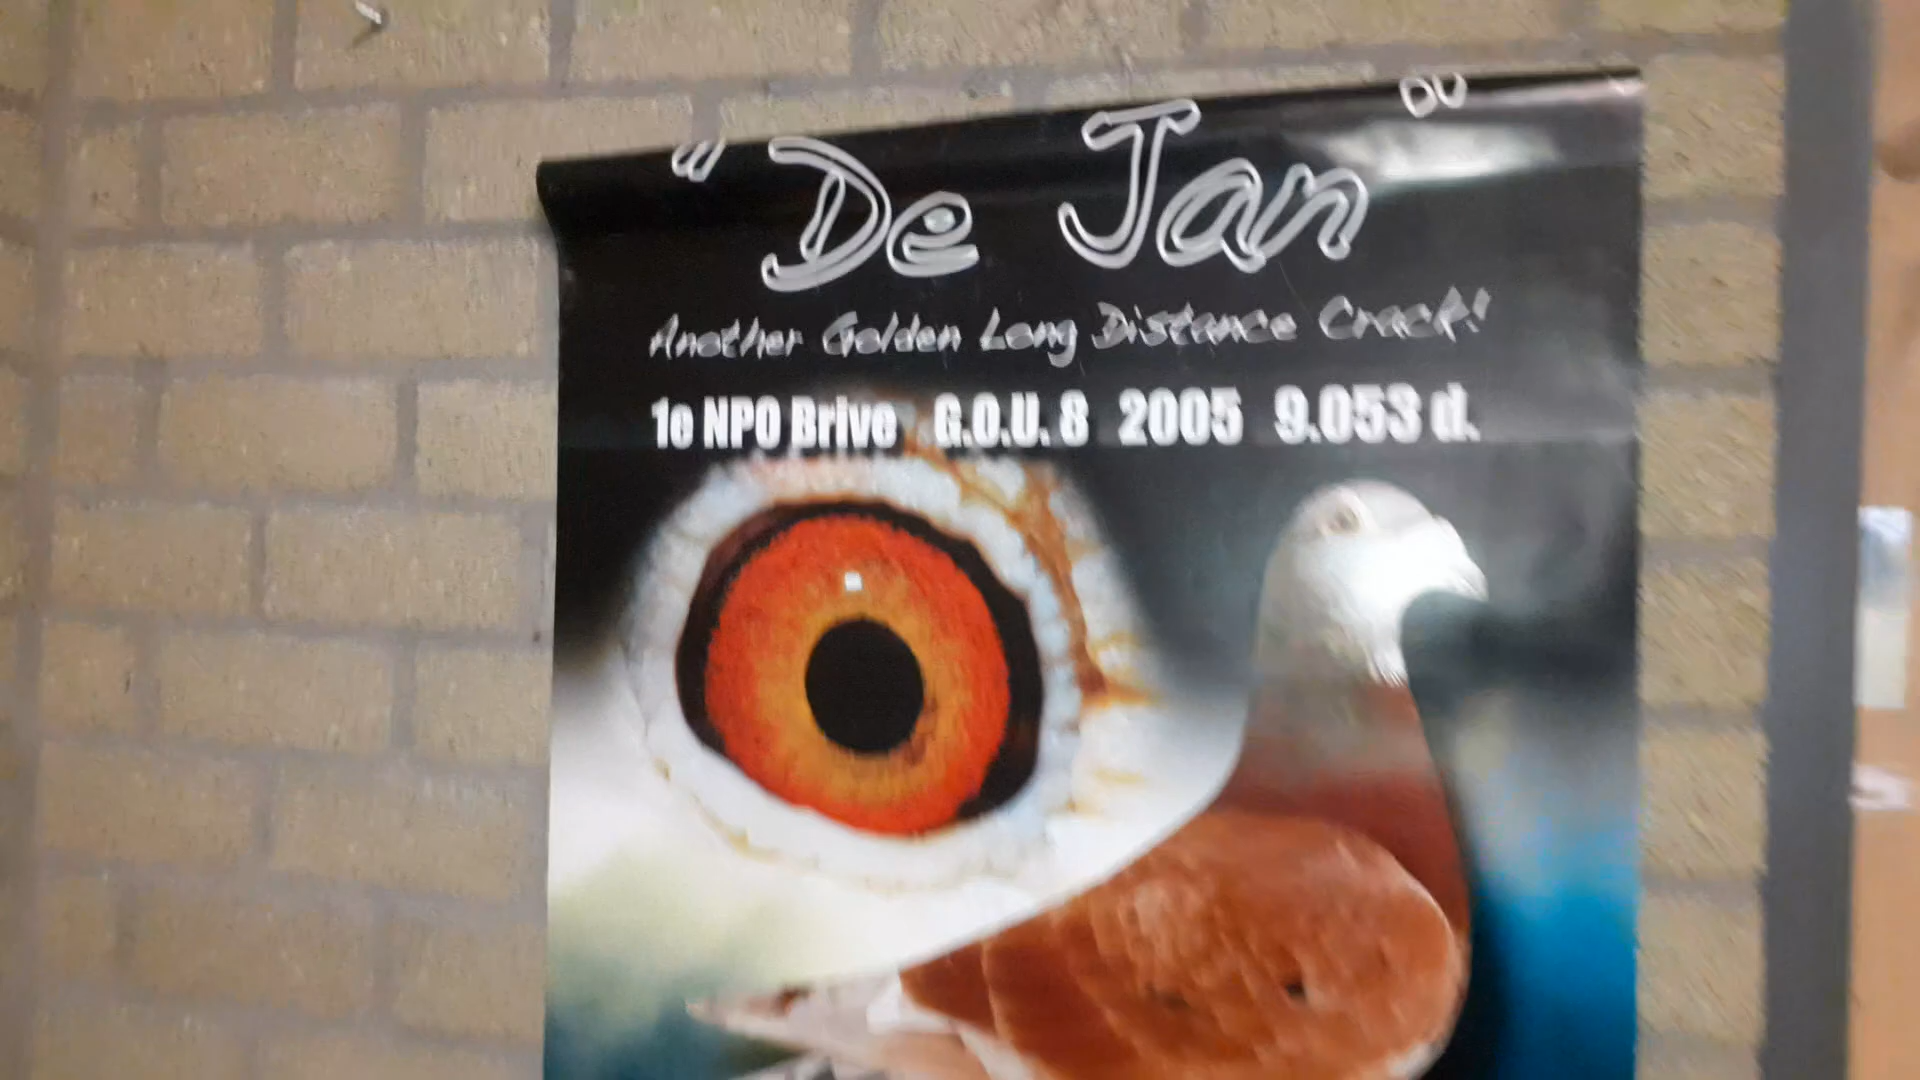 "De Jan"
Another Golden Long Distance Crack!
1e NPO Brive G.O.U. 8 2005 9.053 d.